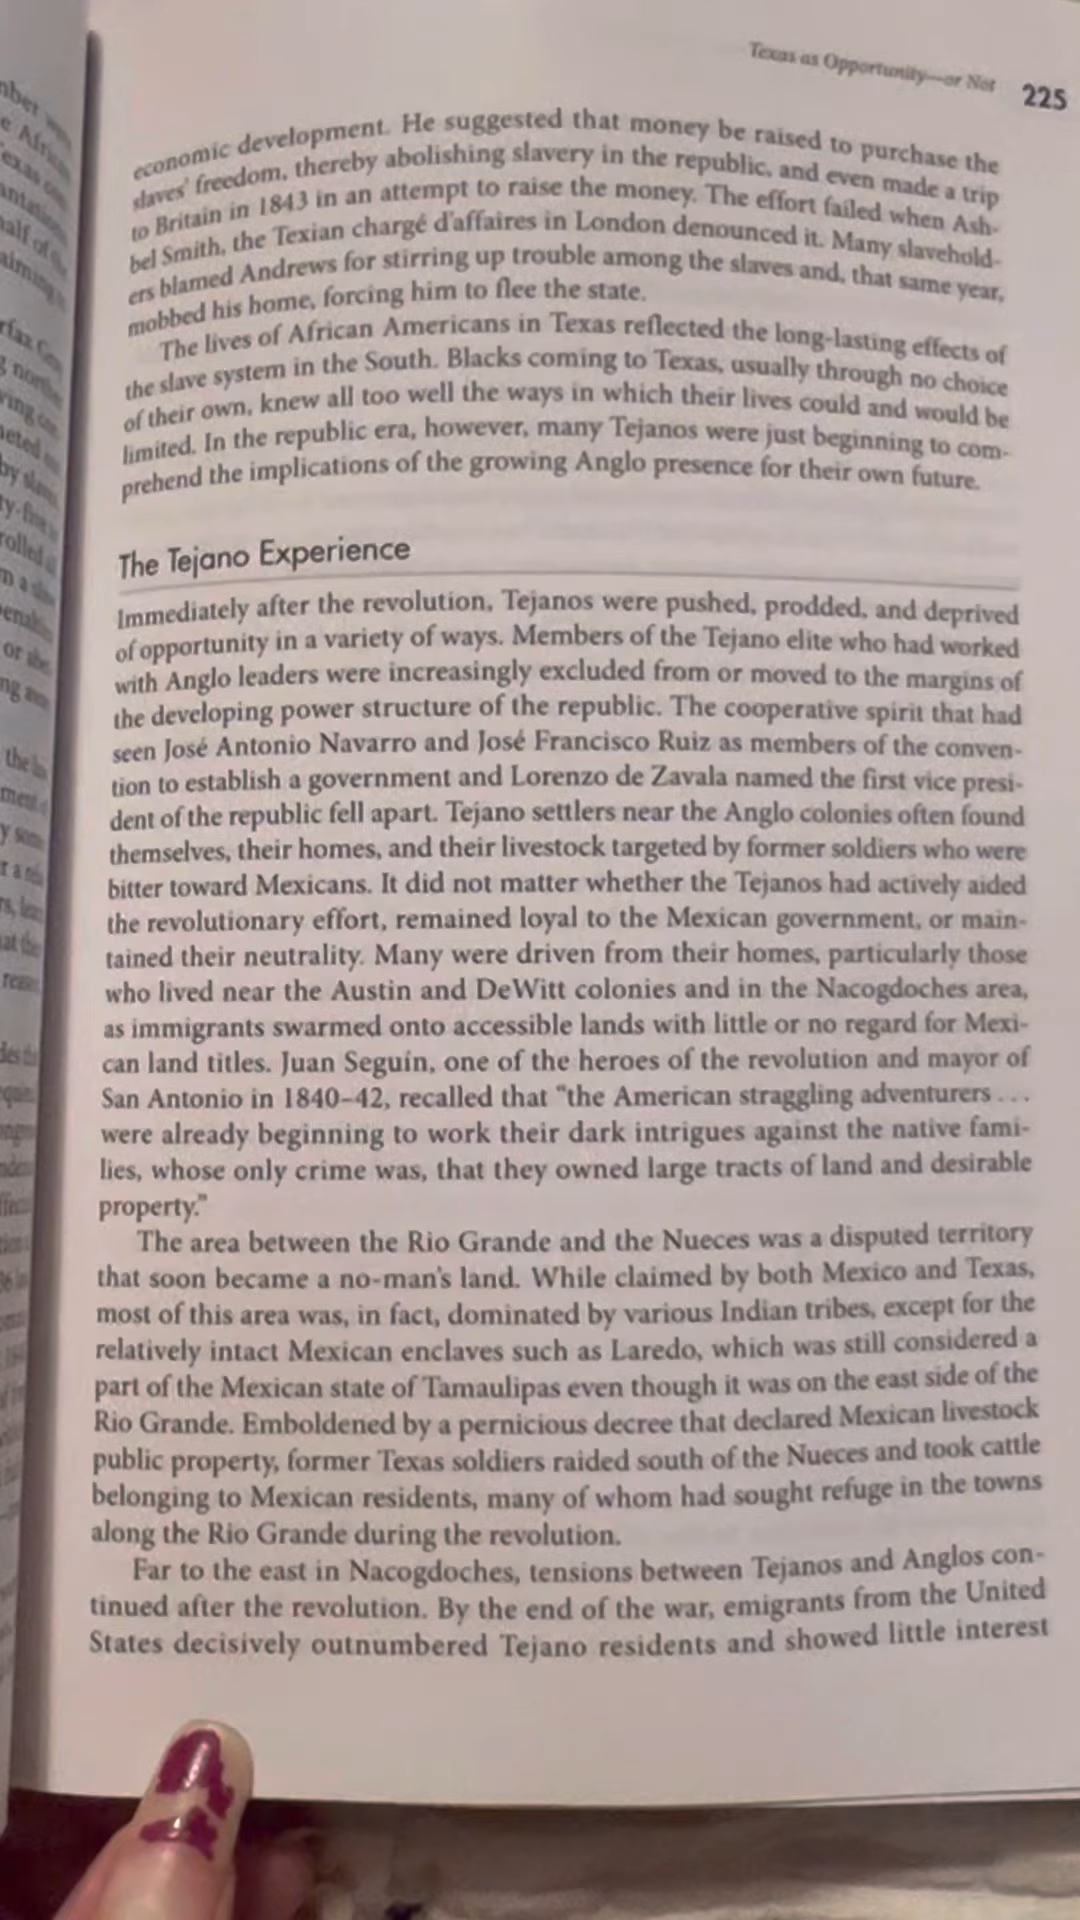 Texas as Opportunity—or Not 225
economic development. He suggested that money be raised to purchase the
slaves' freedom, thereby abolishing slavery in the republic, and even made a trip
to Britain in 1843 in an attempt to raise the money. The effort failed when Ash-
bel Smith, the Texian chargé d'affaires in London denounced it. Many slavehold-
ers blamed Andrews for stirring up trouble among the slaves and, that same year,
mobbed his home, forcing him to flee the state.
The lives of African Americans in Texas reflected the long-lasting effects of
the slave system in the South. Blacks coming to Texas, usually through no choice
of their own, knew all too well the ways in which their lives could and would be
limited. In the republic era, however, many Tejanos were just beginning to com-
prehend the implications of the growing Anglo presence for their own future.
The Tejano Experience
Immediately after the revolution, Tejanos were pushed, prodded, and deprived
of opportunity in a variety of ways. Members of the Tejano elite who had worked
with Anglo leaders were increasingly excluded from or moved to the margins of
the developing power structure of the republic. The cooperative spirit that had
seen José Antonio Navarro and José Francisco Ruiz as members of the conven-
tion to establish a government and Lorenzo de Zavala named the first vice presi-
dent of the republic fell apart. Tejano settlers near the Anglo colonies often found
themselves, their homes, and their livestock targeted by former soldiers who were
bitter toward Mexicans. It did not matter whether the Tejanos had actively aided
the revolutionary effort, remained loyal to the Mexican government, or main-
tained their neutrality. Many were driven from their homes, particularly those
who lived near the Austin and DeWitt colonies and in the Nacogdoches area,
as immigrants swarmed onto accessible lands with little or no regard for Mexi-
can land titles. Juan Seguín, one of the heroes of the revolution and mayor of
San Antonio in 1840–42, recalled that "the American straggling adventurers . . .
were already beginning to work their dark intrigues against the native fami-
lies, whose only crime was, that they owned large tracts of land and desirable
property."
The area between the Rio Grande and the Nueces was a disputed territory
that soon became a no-man's land. While claimed by both Mexico and Texas,
most of this area was, in fact, dominated by various Indian tribes, except for the
relatively intact Mexican enclaves such as Laredo, which was still considered a
part of the Mexican state of Tamaulipas even though it was on the east side of the
Rio Grande. Emboldened by a pernicious decree that declared Mexican livestock
public property, former Texas soldiers raided south of the Nueces and took cattle
belonging to Mexican residents, many of whom had sought refuge in the towns
along the Rio Grande during the revolution.
Far to the east in Nacogdoches, tensions between Tejanos and Anglos con-
tinued after the revolution. By the end of the war, emigrants from the United
States decisively outnumbered Tejano residents and showed little interest